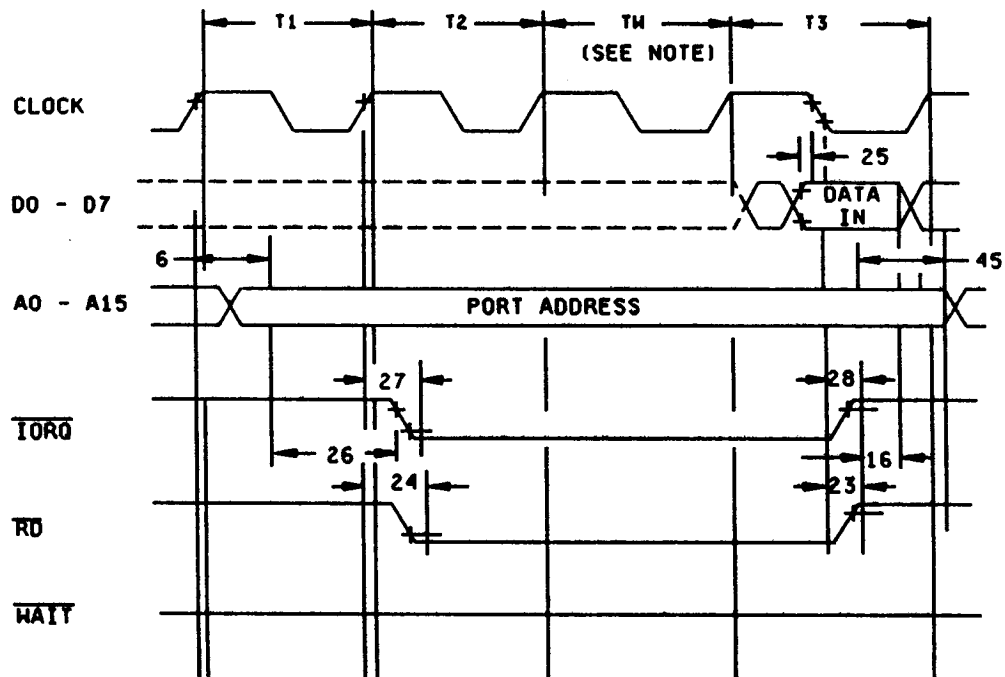 T1 T2 TW T3
(SEE NOTE)
CLOCK
25
D0 - D7
DATA
IN
6
45
A0 - A15
PORT ADDRESS
27
28
IORQ
26
16
24
23
RD
WAIT